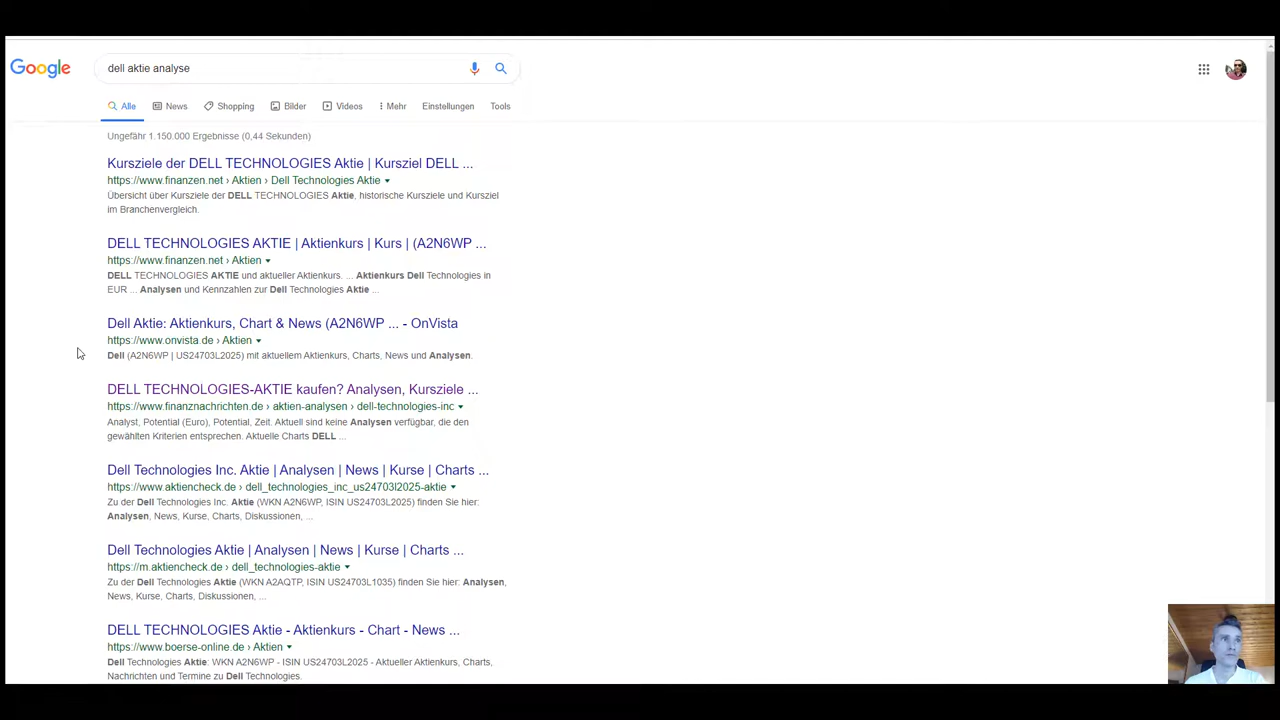 Google
dell aktie analyse
Alle News Shopping Bilder Videos Mehr Einstellungen Tools
Ungefähr 1.150.000 Ergebnisse (0,44 Sekunden)
Kursziele der DELL TECHNOLOGIES Aktie | Kursziel DELL ...
https://www.finanzen.net › Aktien › Dell Technologies Aktie
Übersicht über Kursziele der DELL TECHNOLOGIES Aktie, historische Kursziele und Kursziel
im Branchenvergleich.
DELL TECHNOLOGIES AKTIE | Aktienkurs | Kurs | (A2N6WP ...
https://www.finanzen.net › Aktien
DELL TECHNOLOGIES AKTIE und aktueller Aktienkurs. ... Aktienkurs Dell Technologies in
EUR ... Analysen und Kennzahlen zur Dell Technologies Aktie ...
Dell Aktie: Aktienkurs, Chart & News (A2N6WP ... - OnVista
https://www.onvista.de › Aktien
Dell (A2N6WP | US24703L2025) mit aktuellem Aktienkurs, Charts, News und Analysen.
DELL TECHNOLOGIES-AKTIE kaufen? Analysen, Kursziele ...
https://www.finanznachrichten.de › aktien-analysen › dell-technologies-inc
Analyst, Potential (Euro), Potential, Zeit. Aktuell sind keine Analysen verfügbar, die den
gewählten Kriterien entsprechen. Aktuelle Charts DELL ...
Dell Technologies Inc. Aktie | Analysen | News | Kurse | Charts ...
https://www.aktiencheck.de › dell_technologies_inc_us24703l2025-aktie
Zu der Dell Technologies Inc. Aktie (WKN A2N6WP, ISIN US24703L2025) finden Sie hier:
Analysen, News, Kurse, Charts, Diskussionen, ...
Dell Technologies Aktie | Analysen | News | Kurse | Charts ...
https://m.aktiencheck.de › dell_technologies-aktie
Zu der Dell Technologies Aktie (WKN A2AQTP, ISIN US24703L1035) finden Sie hier: Analysen,
News, Kurse, Charts, Diskussionen, ...
DELL TECHNOLOGIES Aktie - Aktienkurs - Chart - News ...
https://www.boerse-online.de › Aktien
Dell Technologies Aktie: WKN A2N6WP - ISIN US24703L2025 - Aktueller Aktienkurs, Charts,
Nachrichten und Termine zu Dell Technologies.